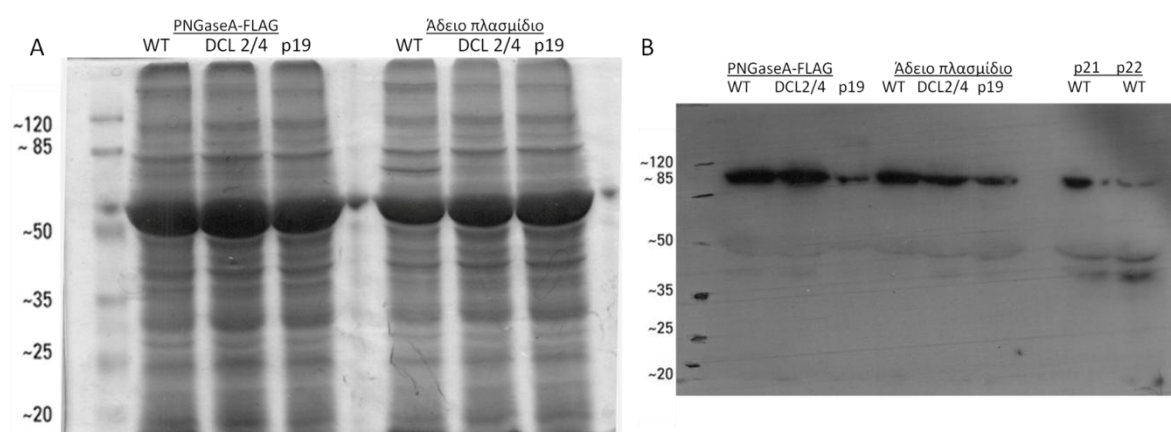 A
PNGaseA-FLAG Άδειο πλασμίδιο
WT DCL 2/4 p19 WT DCL 2/4 p19
~120
~ 85
~50
~35
~25
~20
B
PNGaseA-FLAG Άδειο πλασμίδιο p21 p22
WT DCL2/4 p19 WT DCL2/4 p19 WT WT
~120
~ 85
~50
~35
~25
~20